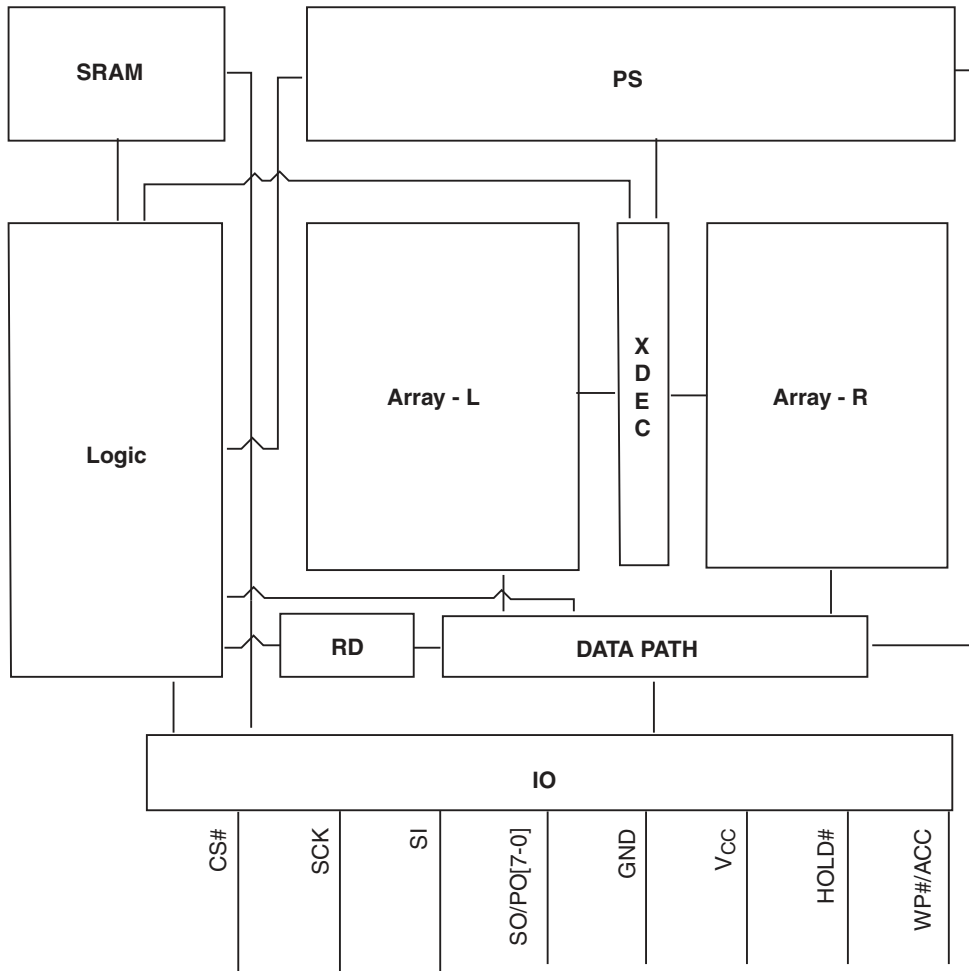 SRAM
PS
Array - L
X
D
E
C
Array - R
Logic
RD
DATA PATH
IO
CS#
SCK
SI
SO/PO[7-0]
GND
VCC
HOLD#
WP#/ACC